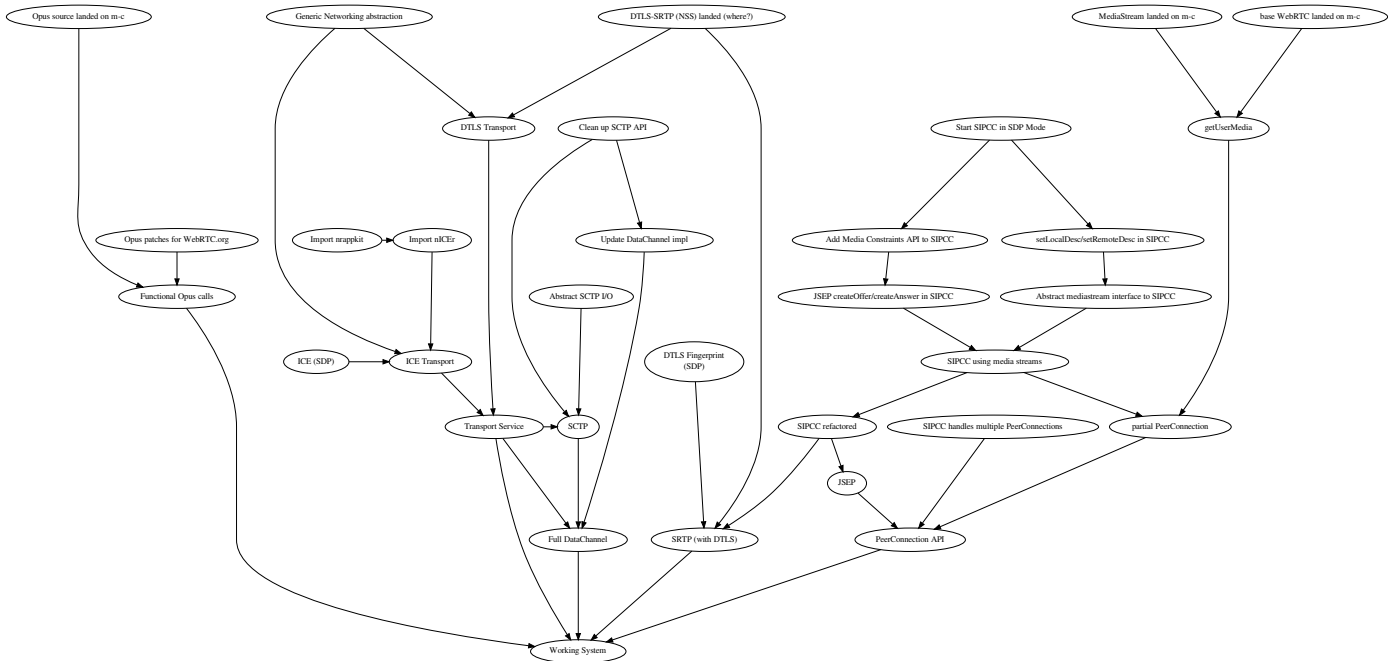 Opus source landed on m-c
Generic Networking abstraction
DTLS-SRTP (NSS) landed (where?)
MediaStream landed on m-c
base WebRTC landed on m-c
DTLS Transport
Clean up SCTP API
Start SIPCC in SDP Mode
getUserMedia
Opus patches for WebRTC.org
Import nrappkit
Import nICEr
Update DataChannel impl
Add Media Constraints API to SIPCC
setLocalDesc/setRemoteDesc in SIPCC
Functional Opus calls
Abstract SCTP I/O
JSEP createOffer/createAnswer in SIPCC
Abstract mediastream interface to SIPCC
ICE (SDP)
ICE Transport
DTLS Fingerprint
(SDP)
SIPCC using media streams
Transport Service
SCTP
SIPCC refactored
SIPCC handles multiple PeerConnections
partial PeerConnection
JSEP
Full DataChannel
SRTP (with DTLS)
PeerConnection API
Working System